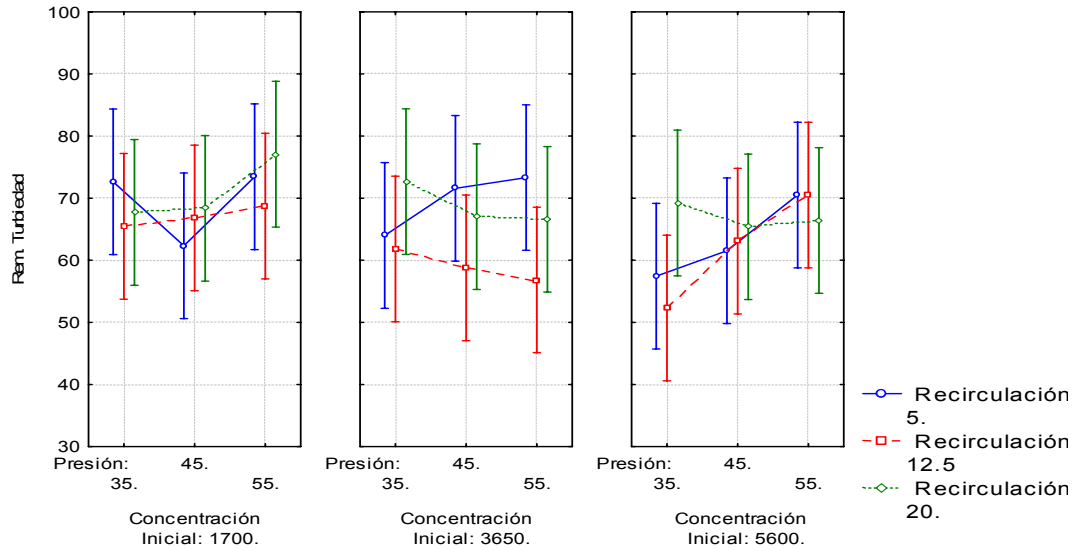 100
90
80
70
60
50
40
30
Rem Turbiedad
Presión: 45.
35. 55.
Concentración
Inicial: 1700.
Presión: 45.
35. 55.
Concentración
Inicial: 3650.
Presión: 45.
35. 55.
Concentración
Inicial: 5600.
Recirculación
5.
Recirculación
12.5
Recirculación
20.